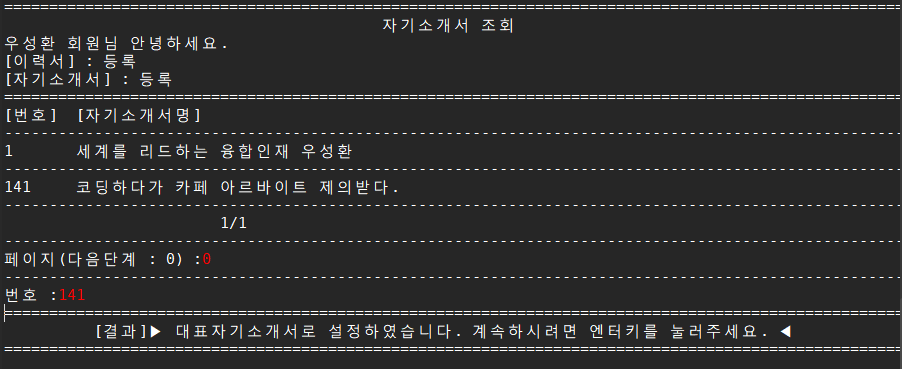 자기소개서 조회
우성환 회원님 안녕하세요.
[이력서] : 등록
[자기소개서] : 등록
[번호] [자기소개서명]
1 세계를 리드하는 융합인재 우성환
141 코딩하다가 카페 아르바이트 제의받다.
1/1
페이지(다음단계 : 0) :0
번호 :141
[결과]▶ 대표자기소개서로 설정하였습니다. 계속하시려면 엔터키를 눌러주세요. ◀